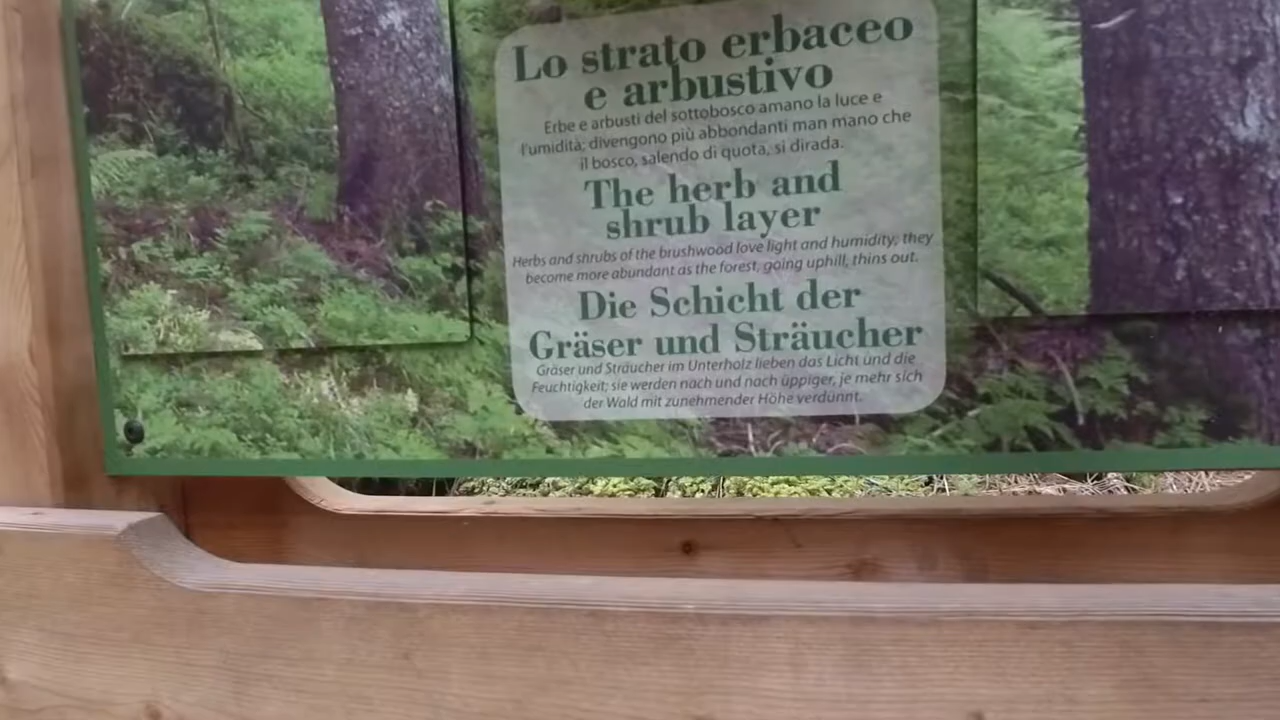 Lo strato erbaceo
e arbustivo
Erbe e arbusti del sottobosco amano la luce e
l'umidità; divengono più abbondanti man mano che
il bosco, salendo di quota, si dirada.
The herb and
shrub layer
Herbs and shrubs of the brushwood love light and humidity; they
become more abundant as the forest, going uphill, thins out.
Die Schicht der
Gräser und Sträucher
Gräser und Sträucher im Unterholz lieben das Licht und die
Feuchtigkeit; sie werden nach und nach üppiger, je mehr sich
der Wald mit zunehmender Höhe verdünnt.